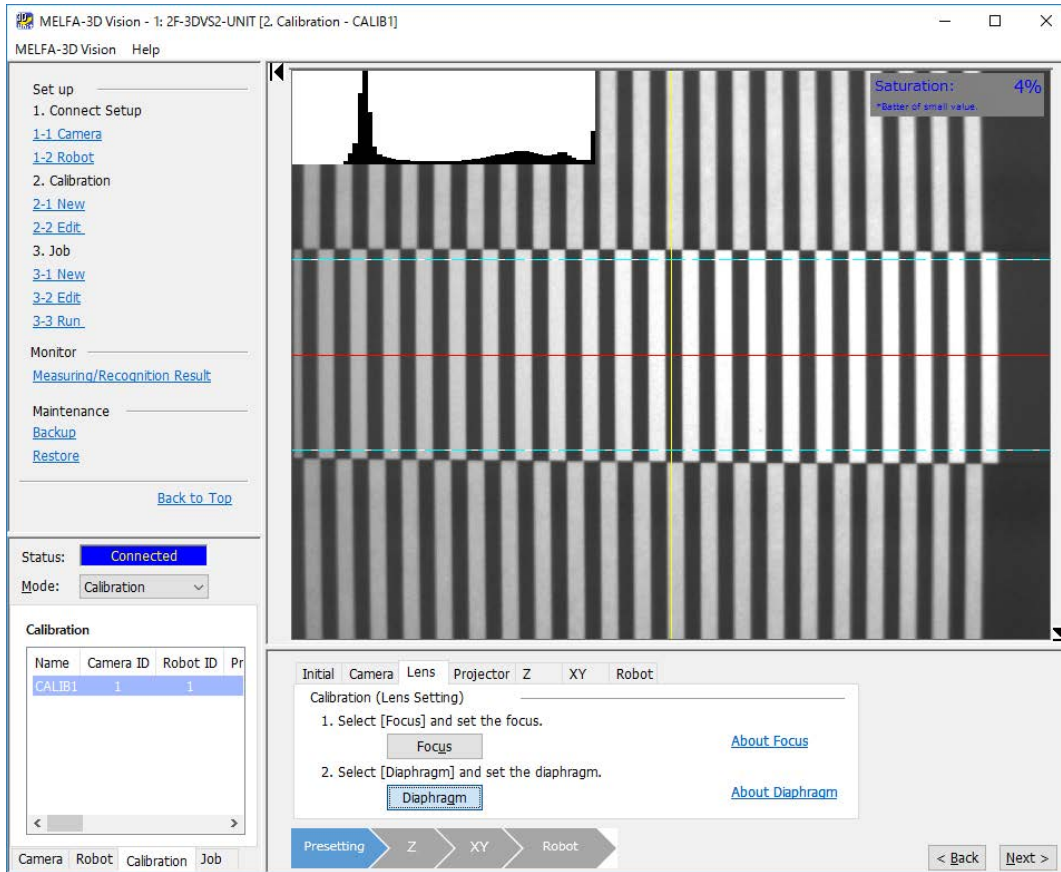 MELFA-3D Vision - 1: 2F-3DVS2-UNIT [2. Calibration - CALIB1]
MELFA-3D Vision Help
Set up
1. Connect Setup
1-1 Camera
1-2 Robot
2. Calibration
2-1 New
2-2 Edit
3. Job
3-1 New
3-2 Edit
3-3 Run
Monitor
Measuring/Recognition Result
Maintenance
Backup
Restore
Back to Top
Status: Connected
Mode: Calibration
Calibration
Name Camera ID Robot ID Pr
CALIB1 1 1
Camera Robot Calibration Job
Saturation: 4%
*Batter of small value.
Initial Camera Lens Projector Z XY Robot
Calibration (Lens Setting)
1. Select [Focus] and set the focus.
Focus
About Focus
2. Select [Diaphragm] and set the diaphragm.
Diaphragm
About Diaphragm
Presetting Z XY Robot
< Back Next >